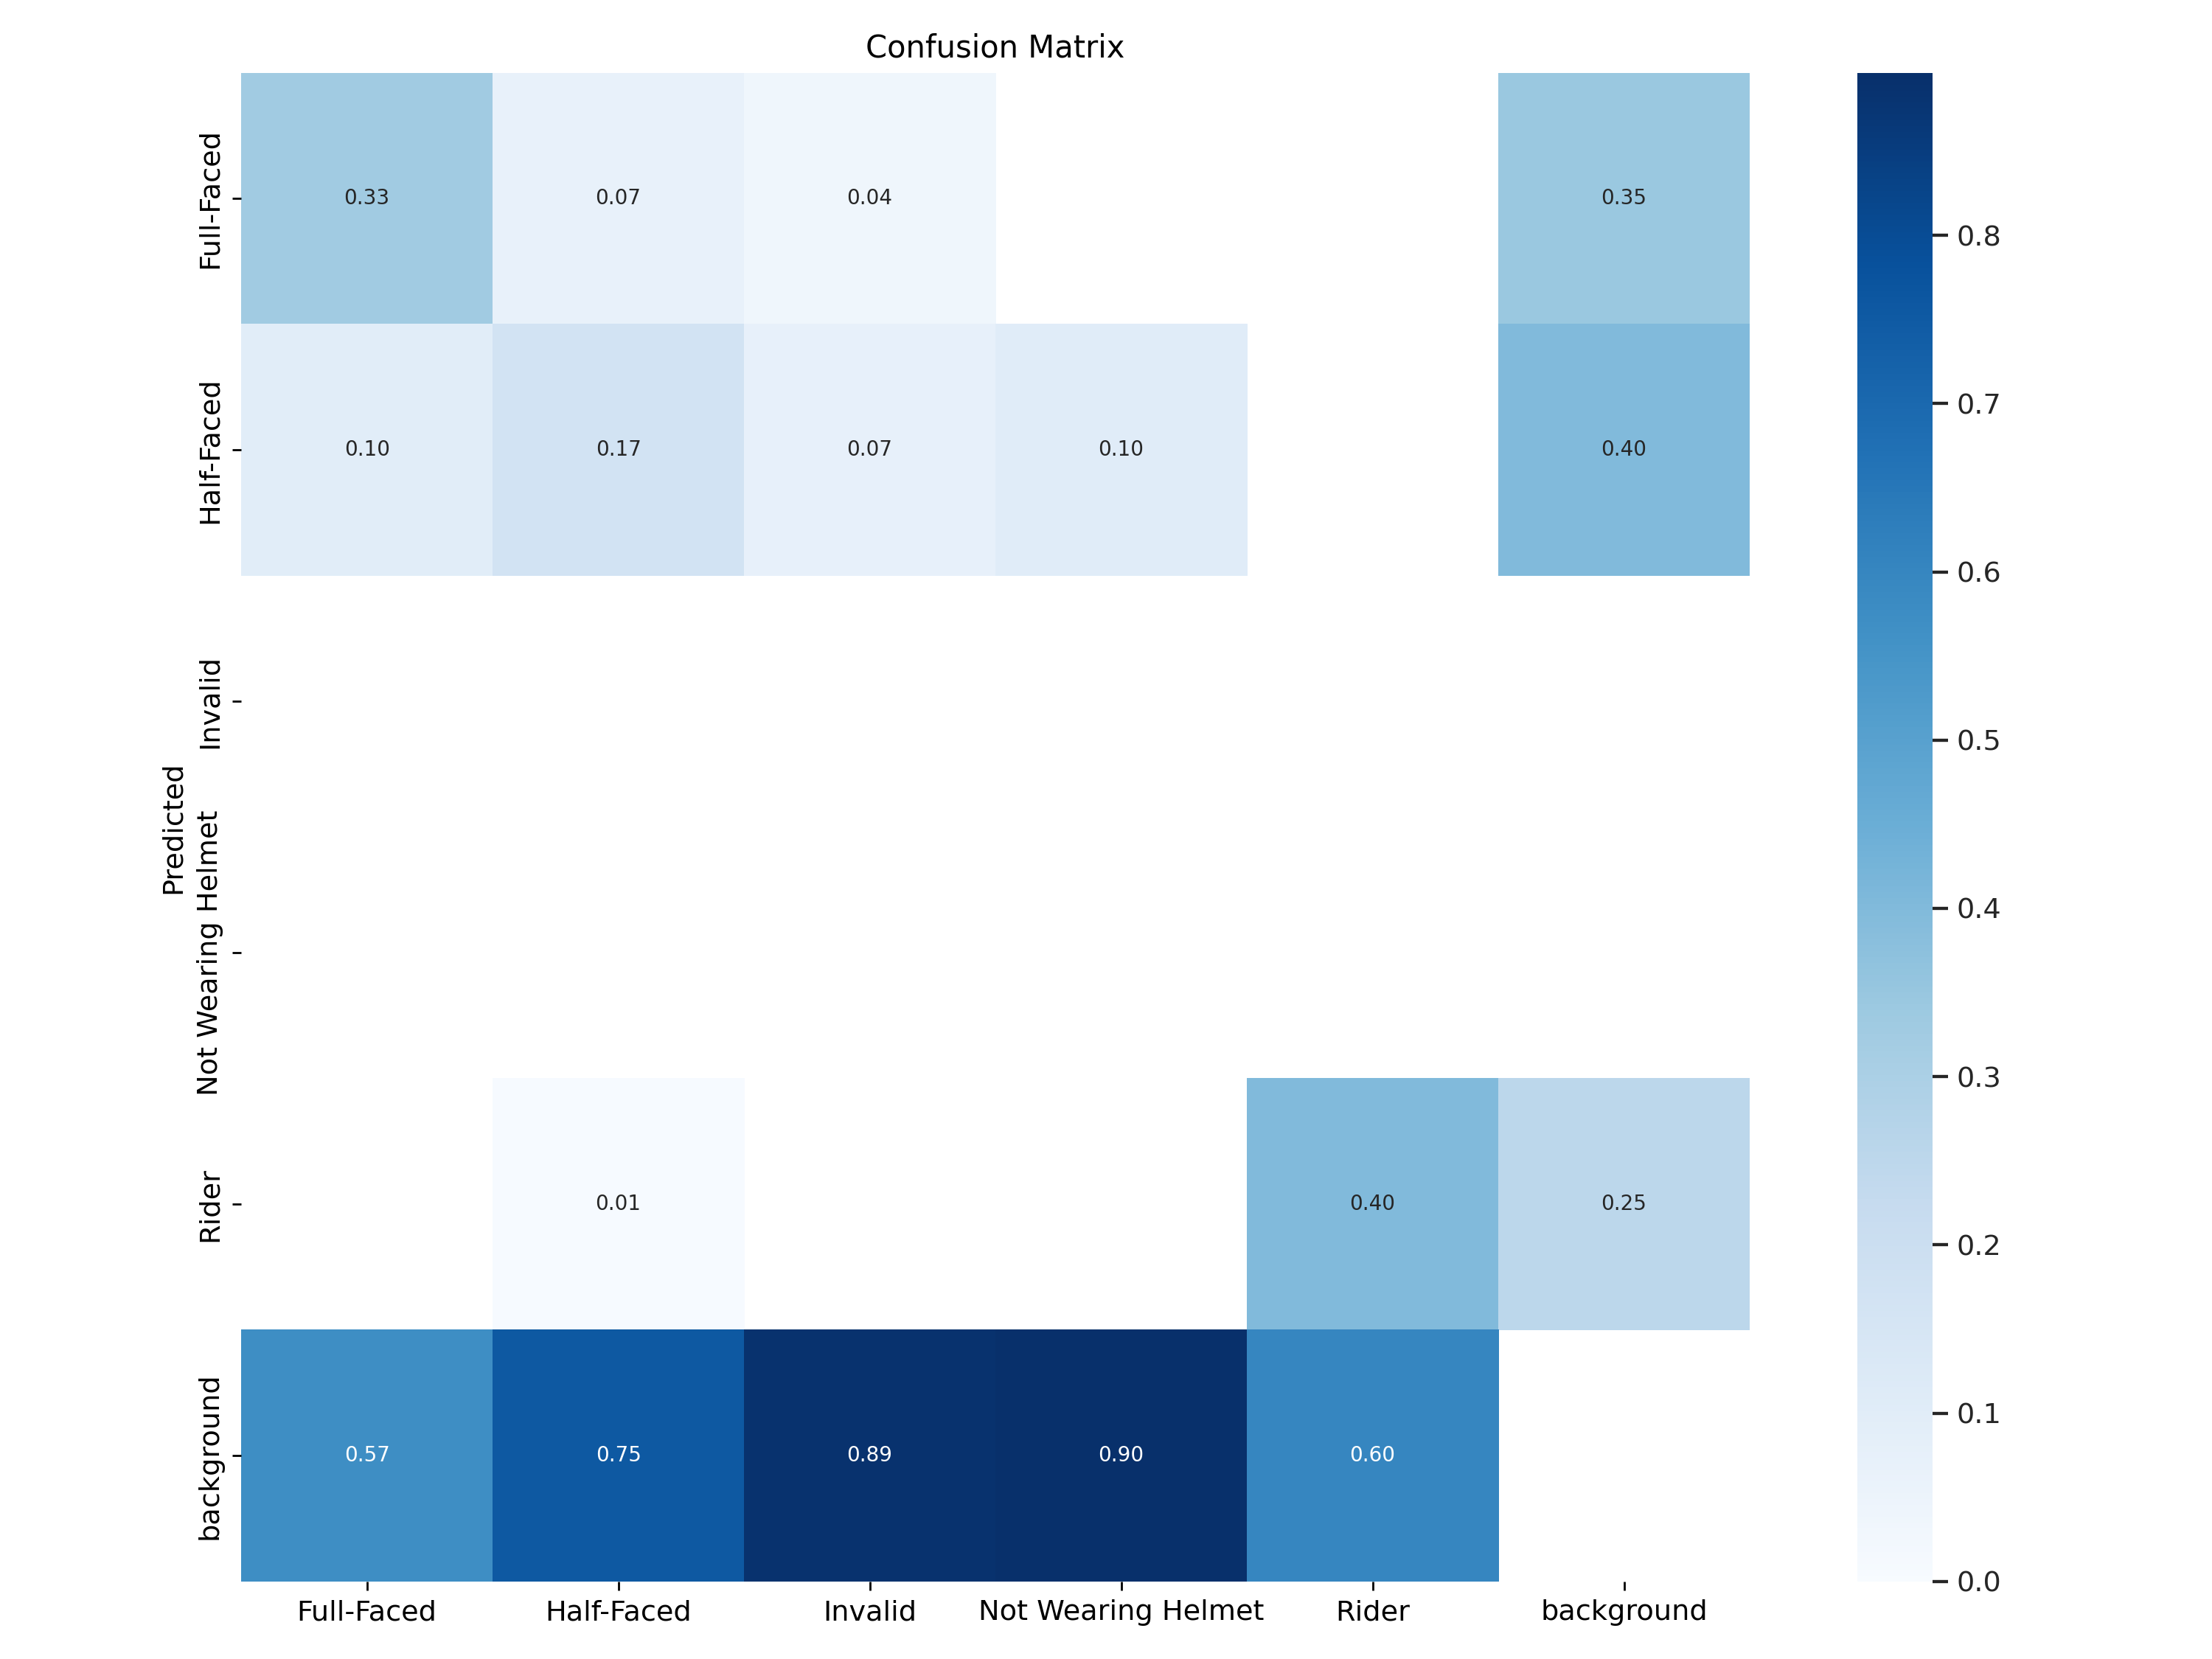 Confusion Matrix
Predicted
Full-Faced
0.33 0.07 0.04 0.35
Half-Faced
0.10 0.17 0.07 0.10 0.40
Invalid
Not Wearing Helmet
Rider
0.01 0.40 0.25
background
0.57 0.75 0.89 0.90 0.60
Full-Faced Half-Faced Invalid Not Wearing Helmet Rider background
0.8
0.7
0.6
0.5
0.4
0.3
0.2
0.1
0.0